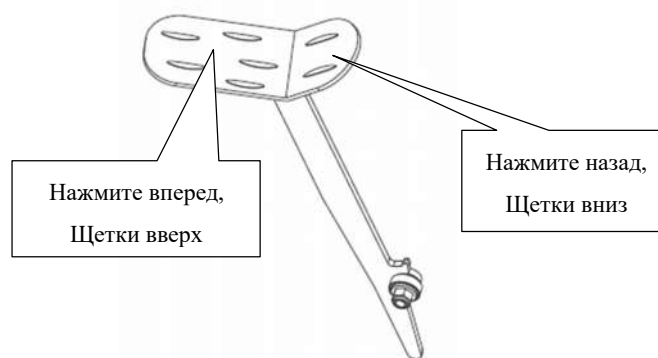 Нажмите вперед,
Щетки вверх
Нажмите назад,
Щетки вниз